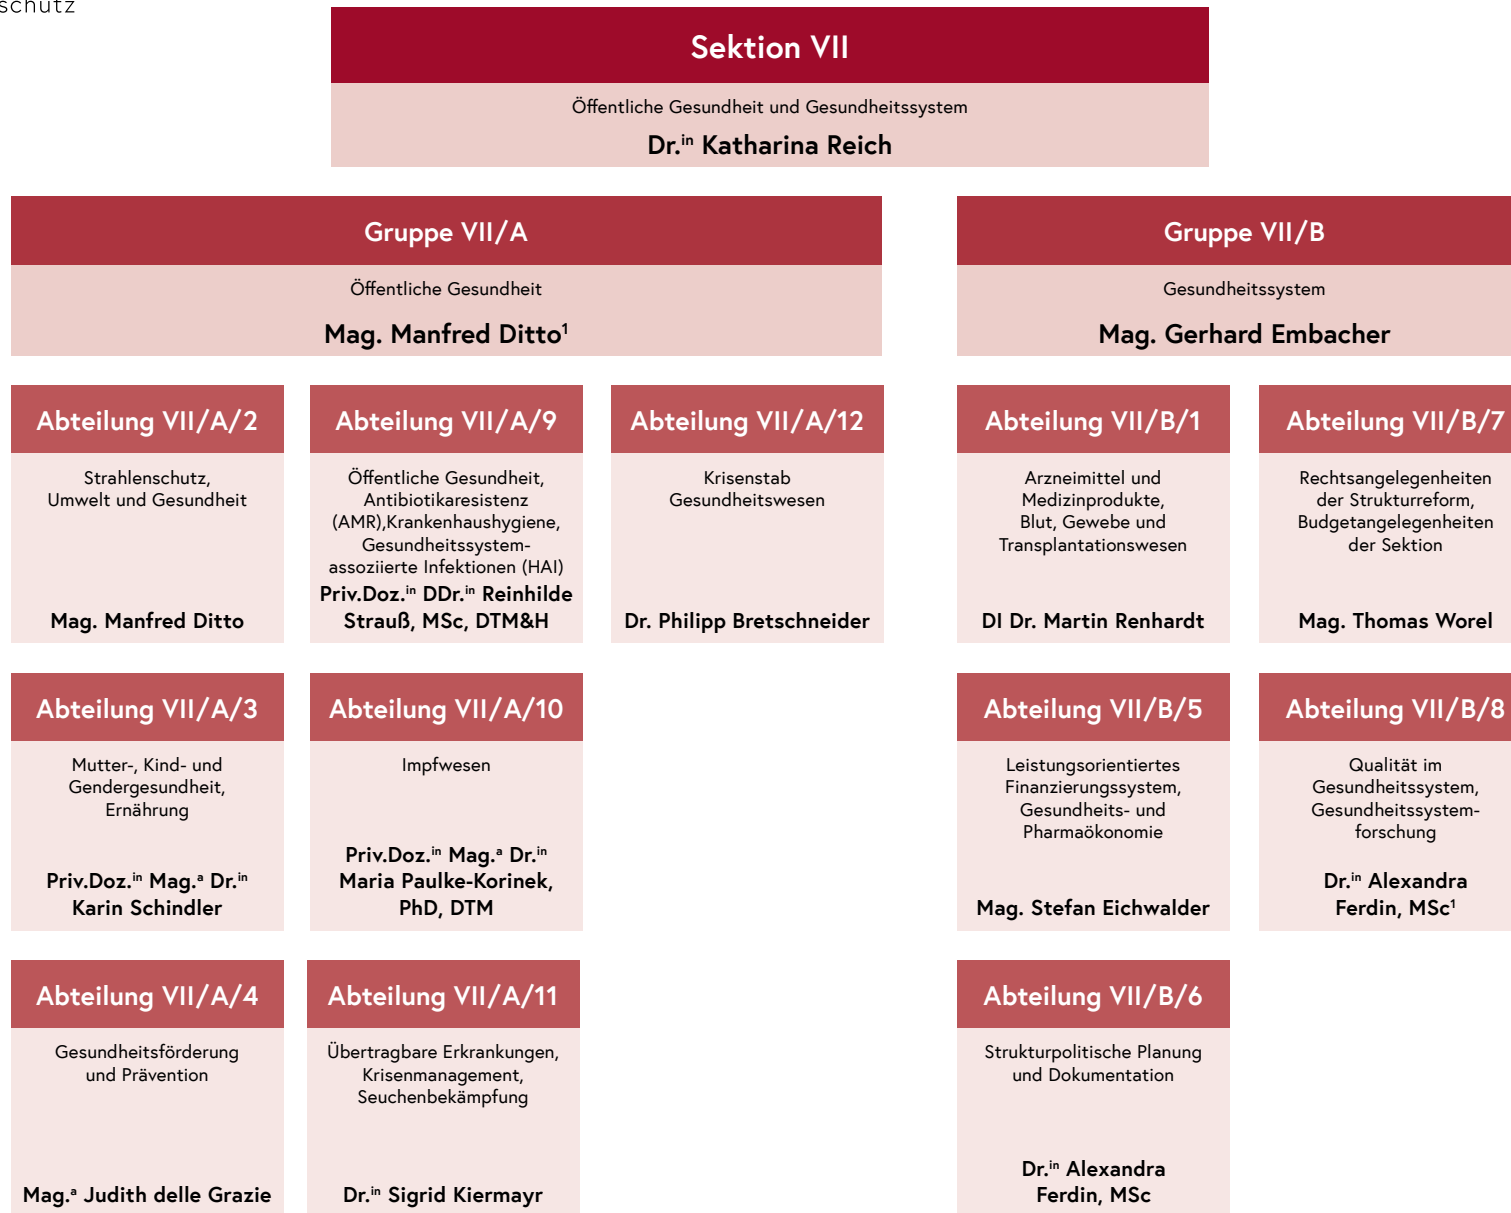 schutz
Sektion VII
Öffentliche Gesundheit und Gesundheitssystem
Dr.in Katharina Reich
Gruppe VII/A
Öffentliche Gesundheit
Mag. Manfred Ditto¹
Gruppe VII/B
Gesundheitssystem
Mag. Gerhard Embacher
Abteilung VII/A/2
Strahlenschutz,
Umwelt und Gesundheit
Mag. Manfred Ditto
Abteilung VII/A/9
Öffentliche Gesundheit,
Antibiotikaresistenz
(AMR),Krankenhaushygiene,
Gesundheitssystem-
assoziierte Infektionen (HAI)
Priv.Doz.in DDr.in Reinhilde
Strauß, MSc, DTM&H
Abteilung VII/A/12
Krisenstab
Gesundheitswesen
Dr. Philipp Bretschneider
Abteilung VII/B/1
Arzneimittel und
Medizinprodukte,
Blut, Gewebe und
Transplantationswesen
DI Dr. Martin Renhardt
Abteilung VII/B/7
Rechtsangelegenheiten
der Strukturreform,
Budgetangelegenheiten
der Sektion
Mag. Thomas Worel
Abteilung VII/A/3
Mutter-, Kind- und
Gendergesundheit,
Ernährung
Priv.Doz.in Mag.a Dr.in
Karin Schindler
Abteilung VII/A/10
Impfwesen
Priv.Doz.in Mag.a Dr.in
Maria Paulke-Korinek,
PhD, DTM
Abteilung VII/B/5
Leistungsorientiertes
Finanzierungssystem,
Gesundheits- und
Pharmaökonomie
Mag. Stefan Eichwalder
Abteilung VII/B/8
Qualität im
Gesundheitssystem,
Gesundheitssystem-
forschung
Dr.in Alexandra
Ferdin, MSc¹
Abteilung VII/A/4
Gesundheitsförderung
und Prävention
Mag.a Judith delle Grazie
Abteilung VII/A/11
Übertragbare Erkrankungen,
Krisenmanagement,
Seuchenbekämpfung
Dr.in Sigrid Kiermayr
Abteilung VII/B/6
Strukturpolitische Planung
und Dokumentation
Dr.in Alexandra
Ferdin, MSc